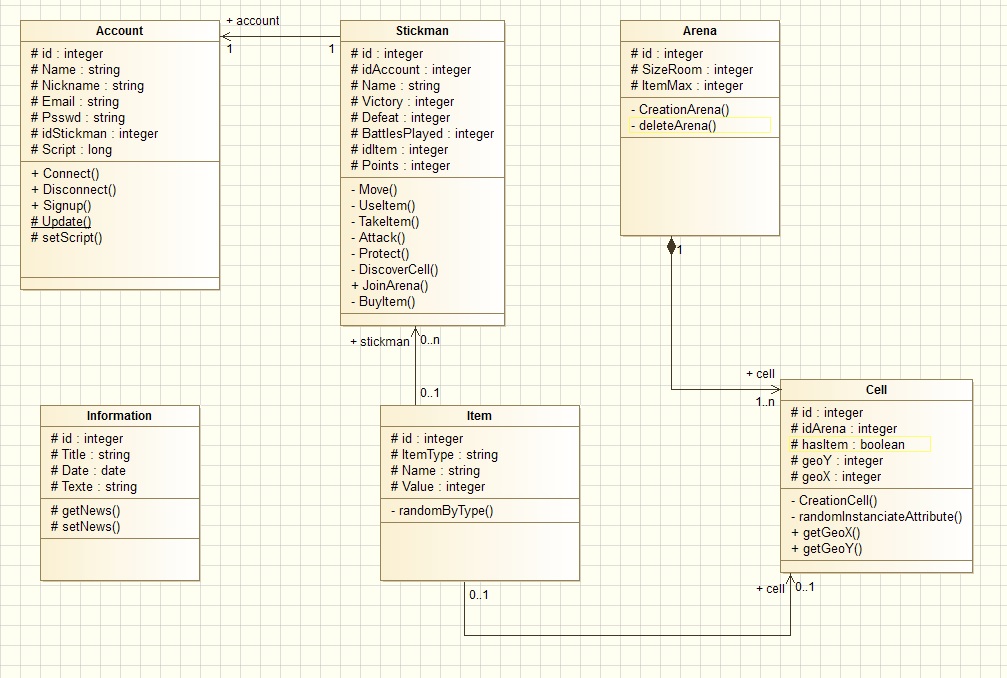 Account
# id : integer
# Name : string
# Nickname : string
# Email : string
# Psswd : string
# idStickman : integer
# Script : long
+ Connect()
+ Disconnect()
+ Signup()
# Update()
# setScript()
+ account
1
1
Stickman
# id : integer
# idAccount : integer
# Name : string
# Victory : integer
# Defeat : integer
# BattlesPlayed : integer
# idItem : integer
# Points : integer
- Move()
- UseItem()
- TakeItem()
- Attack()
- Protect()
- DiscoverCell()
+ JoinArena()
- BuyItem()
Arena
# id : integer
# SizeRoom : integer
# ItemMax : integer
- CreationArena()
- deleteArena()
1
+ stickman
0..n
0..1
+ cell
1..n
Information
# id : integer
# Title : string
# Date : date
# Texte : string
# getNews()
# setNews()
Item
# id : integer
# ItemType : string
# Name : string
# Value : integer
- randomByType()
Cell
# id : integer
# idArena : integer
# hasItem : boolean
# geoY : integer
# geoX : integer
- CreationCell()
- randomInstanciateAttribute()
+ getGeoX()
+ getGeoY()
0..1
+ cell
0..1